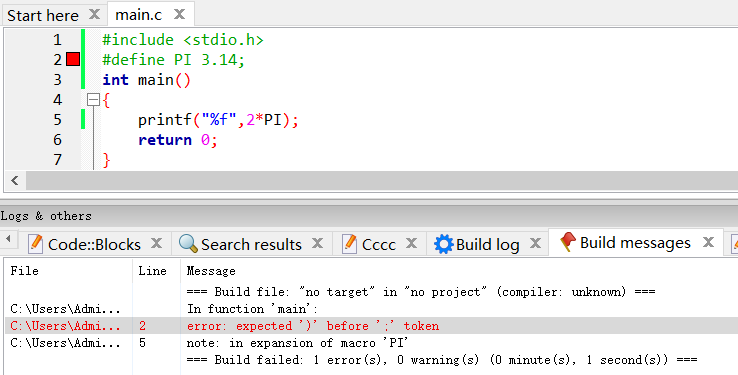 Start here X main.c X
1 #include <stdio.h>
2 #define PI 3.14;
3 int main()
4 {
5 printf("%f",2*PI);
6 return 0;
7 }
Logs & others
Code::Blocks X Search results X Cccc X Build log X Build messages X
File Line Message
=== Build file: "no target" in "no project" (compiler: unknown) ===
C:\Users\Admi... In function 'main':
C:\Users\Admi... 2 error: expected ')' before ';' token
C:\Users\Admi... 5 note: in expansion of macro 'PI'
=== Build failed: 1 error(s), 0 warning(s) (0 minute(s), 1 second(s)) ===